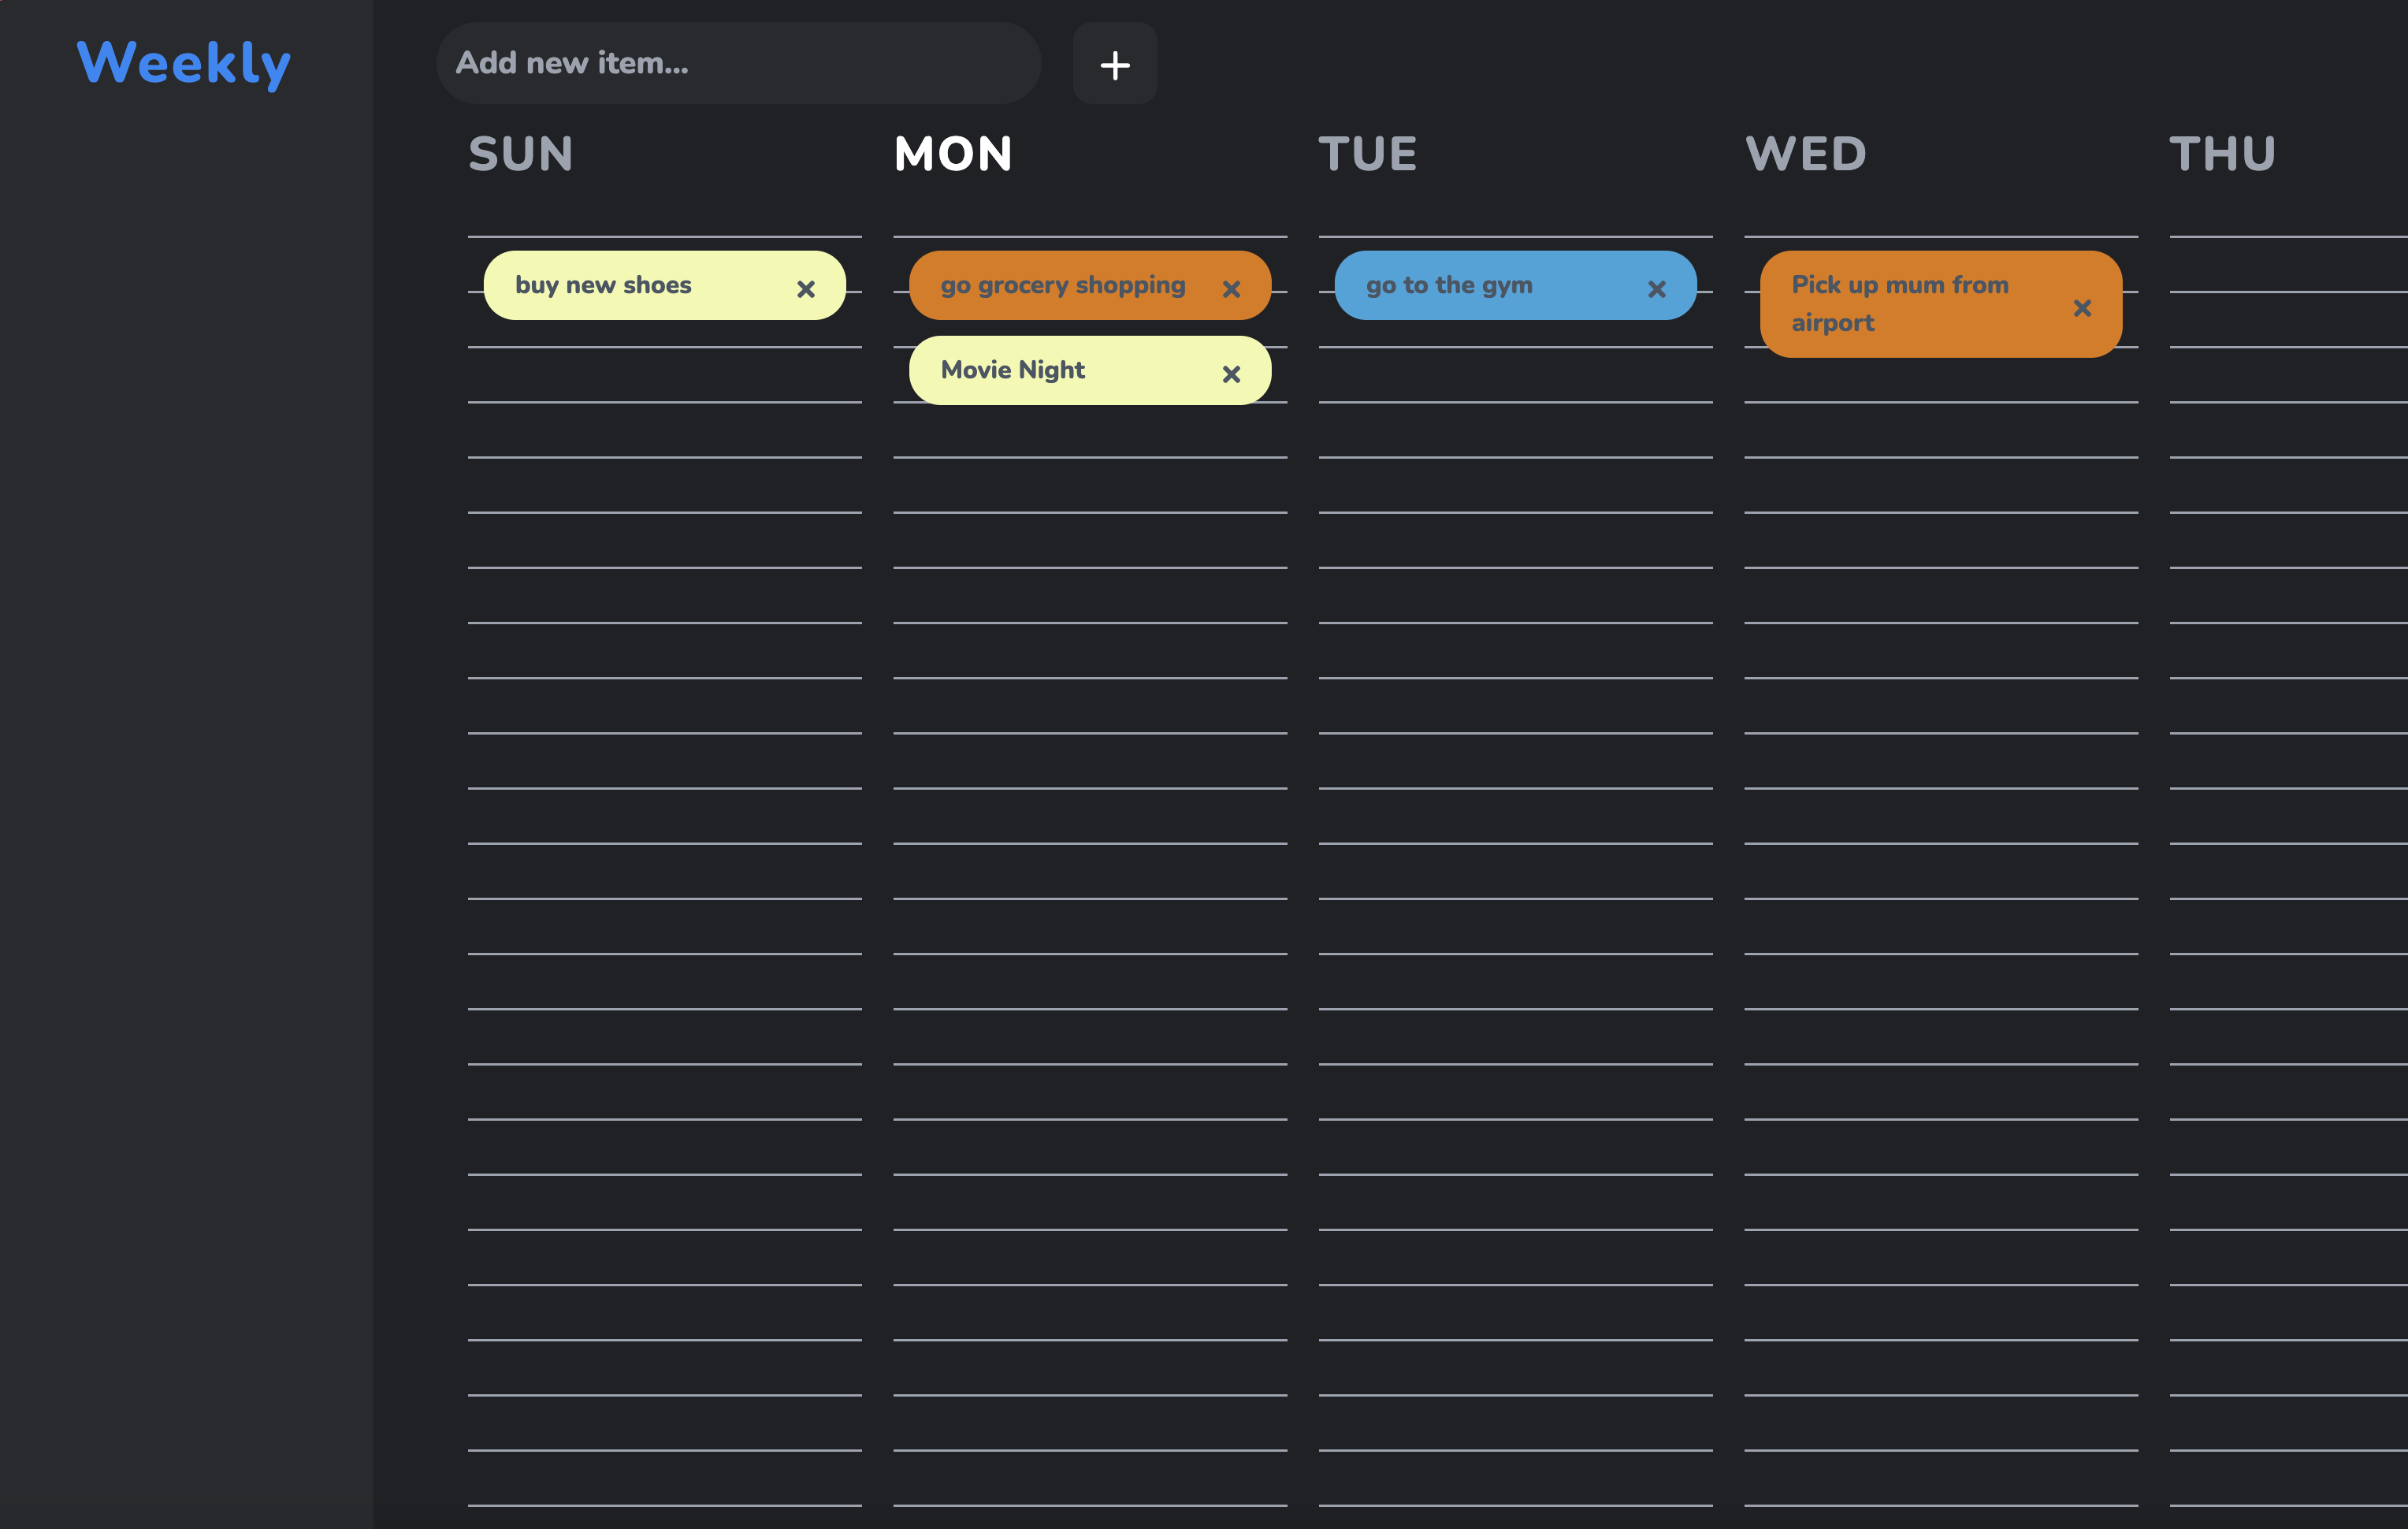 Weekly
Add new item...
SUN
MON
TUE
WED
THU
buy new shoes
go grocery shopping
go to the gym
Pick up mum from
airport
Movie Night